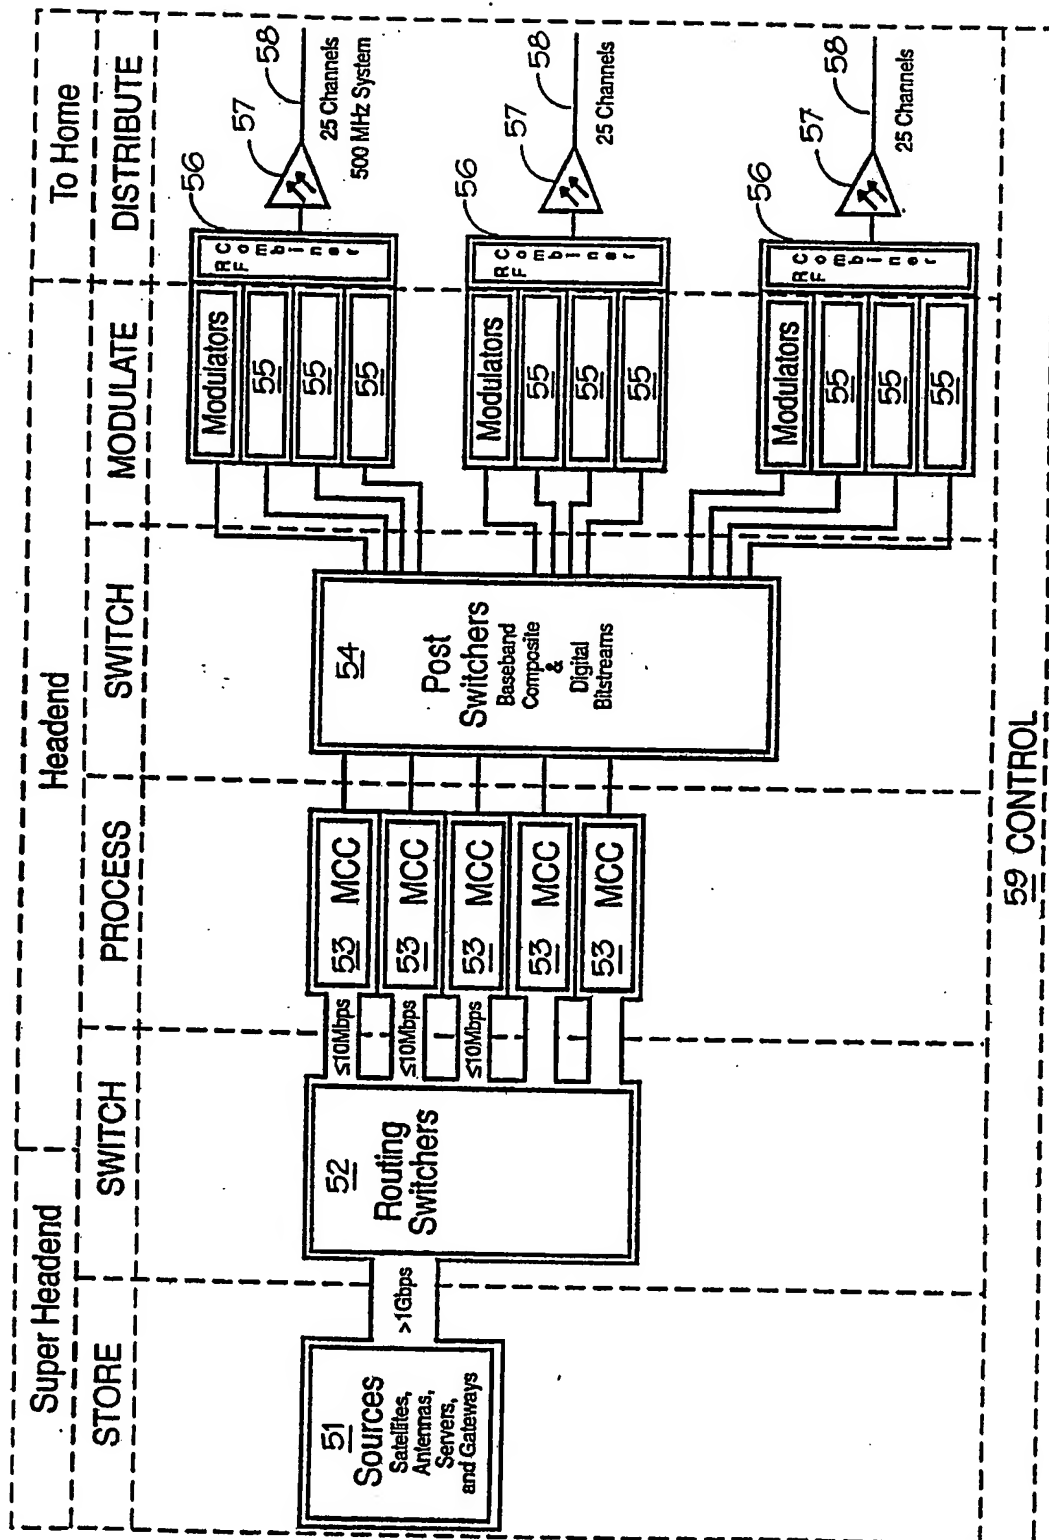 Super Headend
Headend
To Home
STORE
SWITCH
PROCESS
SWITCH
MODULATE
DISTRIBUTE
51
Sources
Satellites,
Antennas,
Servers,
and Gateways
>1Gbps
52
Routing
Switchers
≤10Mbps
≤10Mbps
≤10Mbps
53 MCC
53 MCC
53 MCC
53 MCC
53 MCC
54
Post
Switchers
Baseband
Composite
&
Digital
Bitstreams
Modulators
55
55
55
RF
Combiner
56
57
58
25 Channels
500 MHz System
Modulators
55
55
55
RF
Combiner
56
57
58
25 Channels
Modulators
55
55
55
RF
Combiner
56
57
58
25 Channels
59 CONTROL